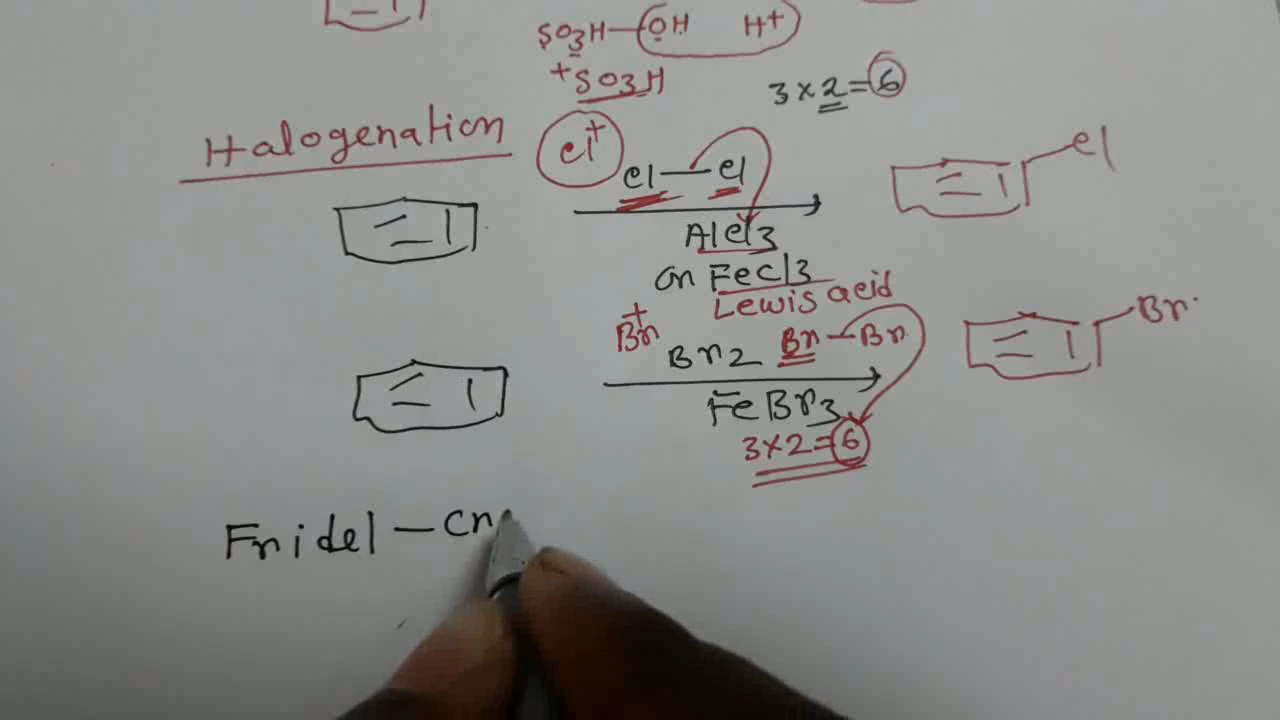 SO3H—OH H+
+SO3H
3×2=6
Halogenation
Cl+
Cl—Cl
Cl
AlCl3
or FeCl3
Lewis acid
Br+
Br2 Br—Br
Br
FeBr3
3×2=6
Fridel — Cr